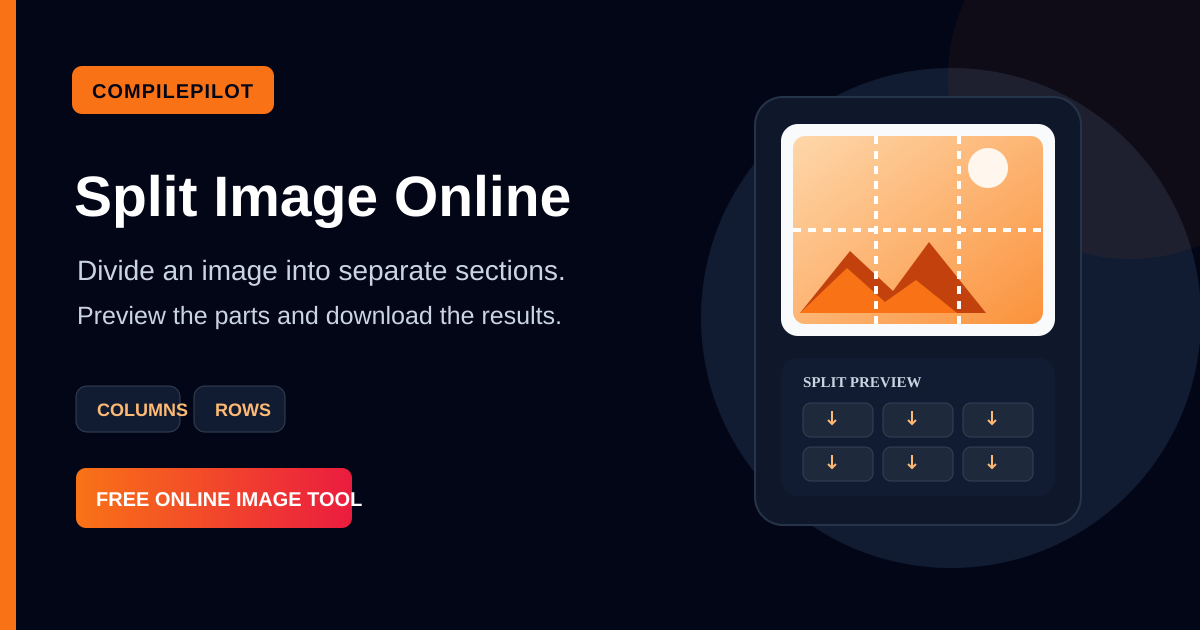 COMPILEPILOT
Split Image Online
Divide an image into separate sections.
Preview the parts and download the results.
COLUMNS
ROWS
FREE ONLINE IMAGE TOOL
SPLIT PREVIEW